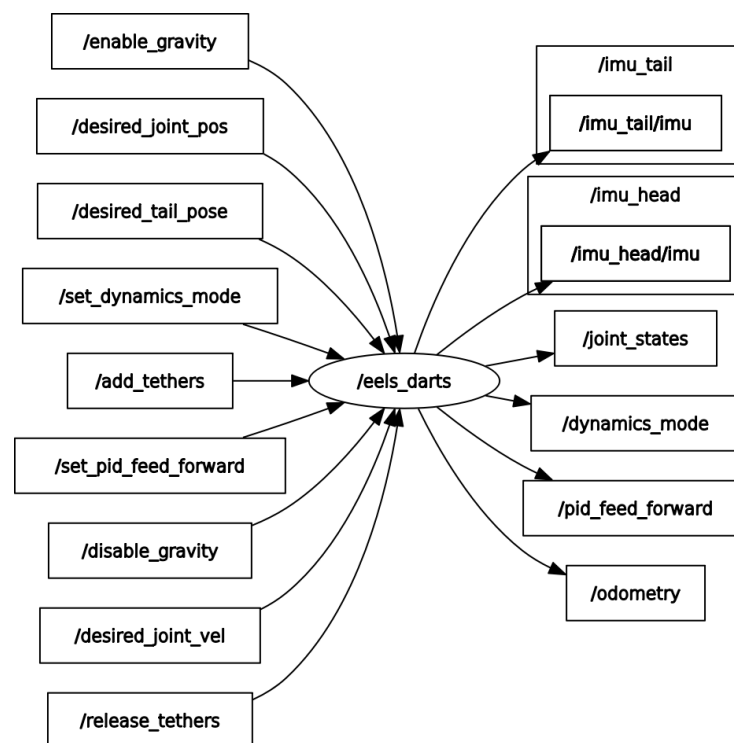 /enable_gravity
/desired_joint_pos
/desired_tail_pose
/set_dynamics_mode
/add_tethers
/set_pid_feed_forward
/disable_gravity
/desired_joint_vel
/release_tethers
/eels_darts
/imu_tail
/imu_tail/imu
/imu_head
/imu_head/imu
/joint_states
/dynamics_mode
/pid_feed_forward
/odometry